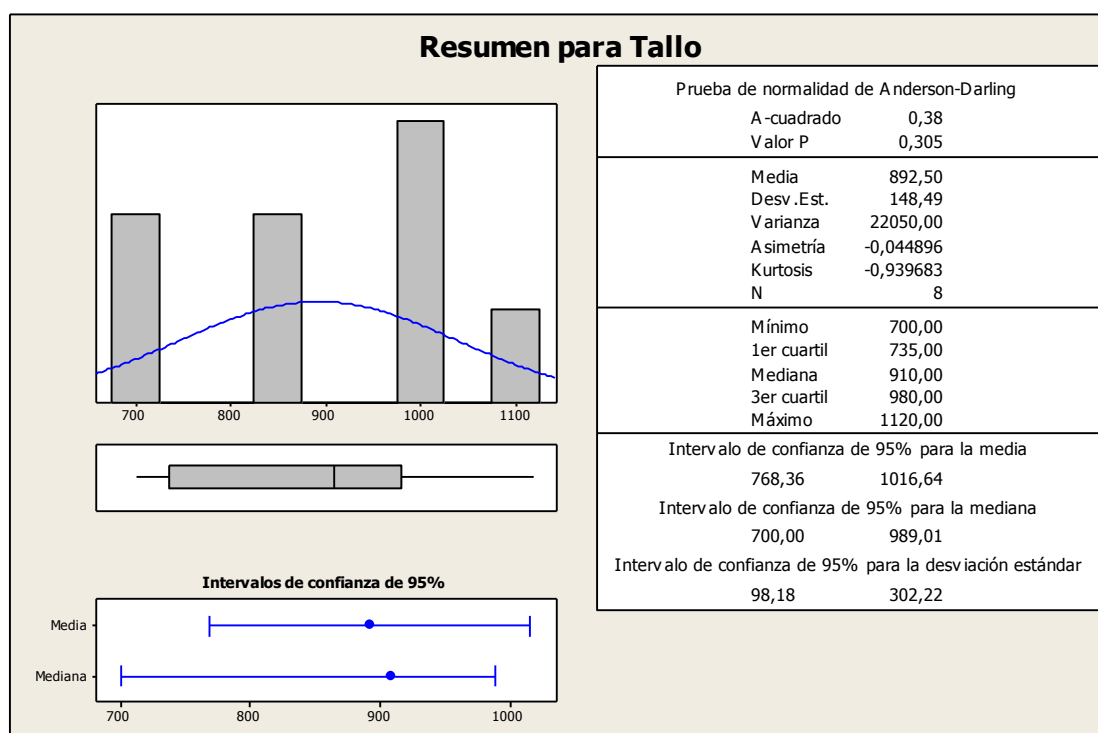 Resumen para Tallo
700 800 900 1000 1100
Intervalos de confianza de 95%
Media
Mediana
700 800 900 1000
Prueba de normalidad de Anderson-Darling
A-cuadrado 0,38
Valor P 0,305
Media 892,50
Desv.Est. 148,49
Varianza 22050,00
Asimetría -0,044896
Kurtosis -0,939683
N 8
Mínimo 700,00
1er cuartil 735,00
Mediana 910,00
3er cuartil 980,00
Máximo 1120,00
Intervalo de confianza de 95% para la media
768,36 1016,64
Intervalo de confianza de 95% para la mediana
700,00 989,01
Intervalo de confianza de 95% para la desviación estándar
98,18 302,22